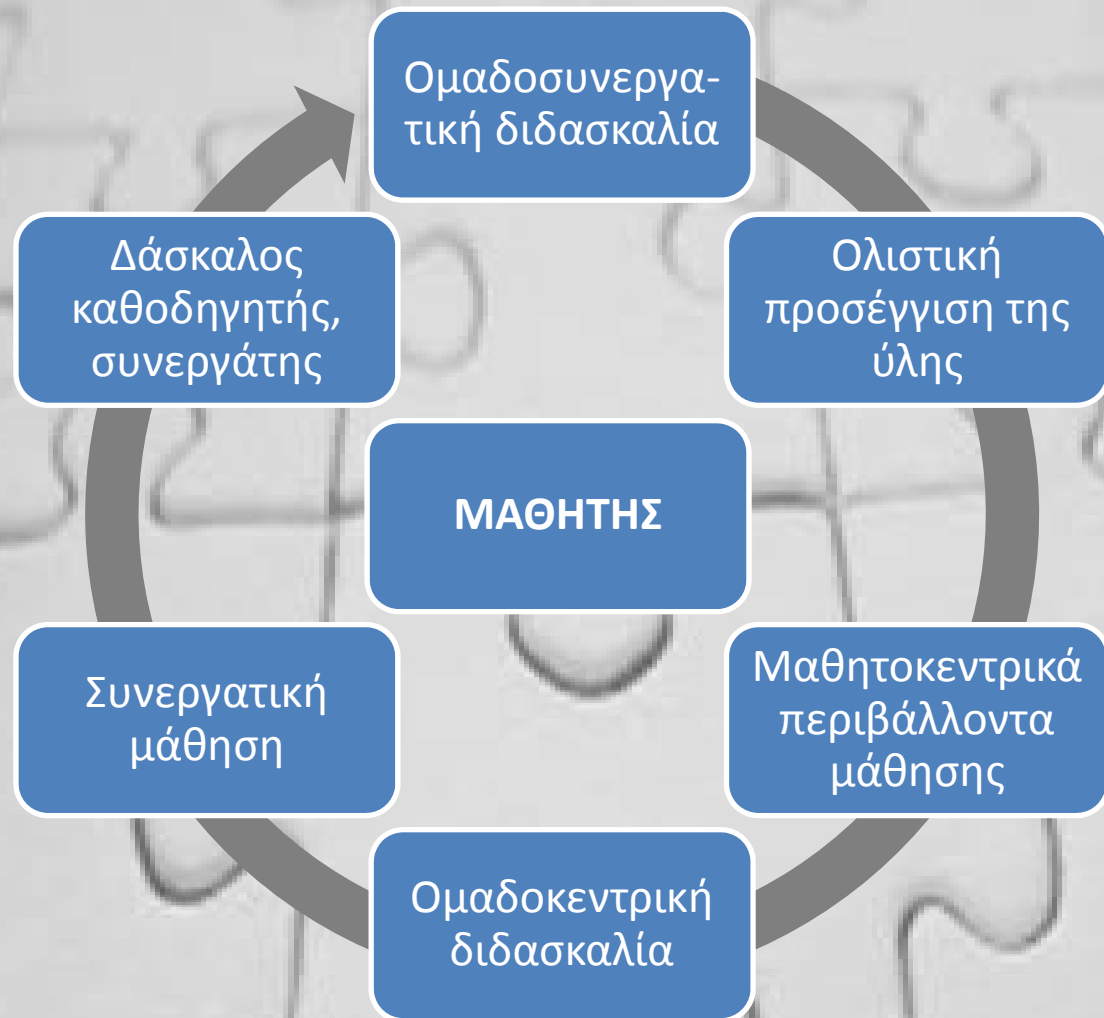 Ομαδοσυνεργα-
τική διδασκαλία
Ολιστική
προσέγγιση της
ύλης
Μαθητοκεντρικά
περιβάλλοντα
μάθησης
Ομαδοκεντρική
διδασκαλία
Συνεργατική
μάθηση
Δάσκαλος
καθοδηγητής,
συνεργάτης
ΜΑΘΗΤΗΣ